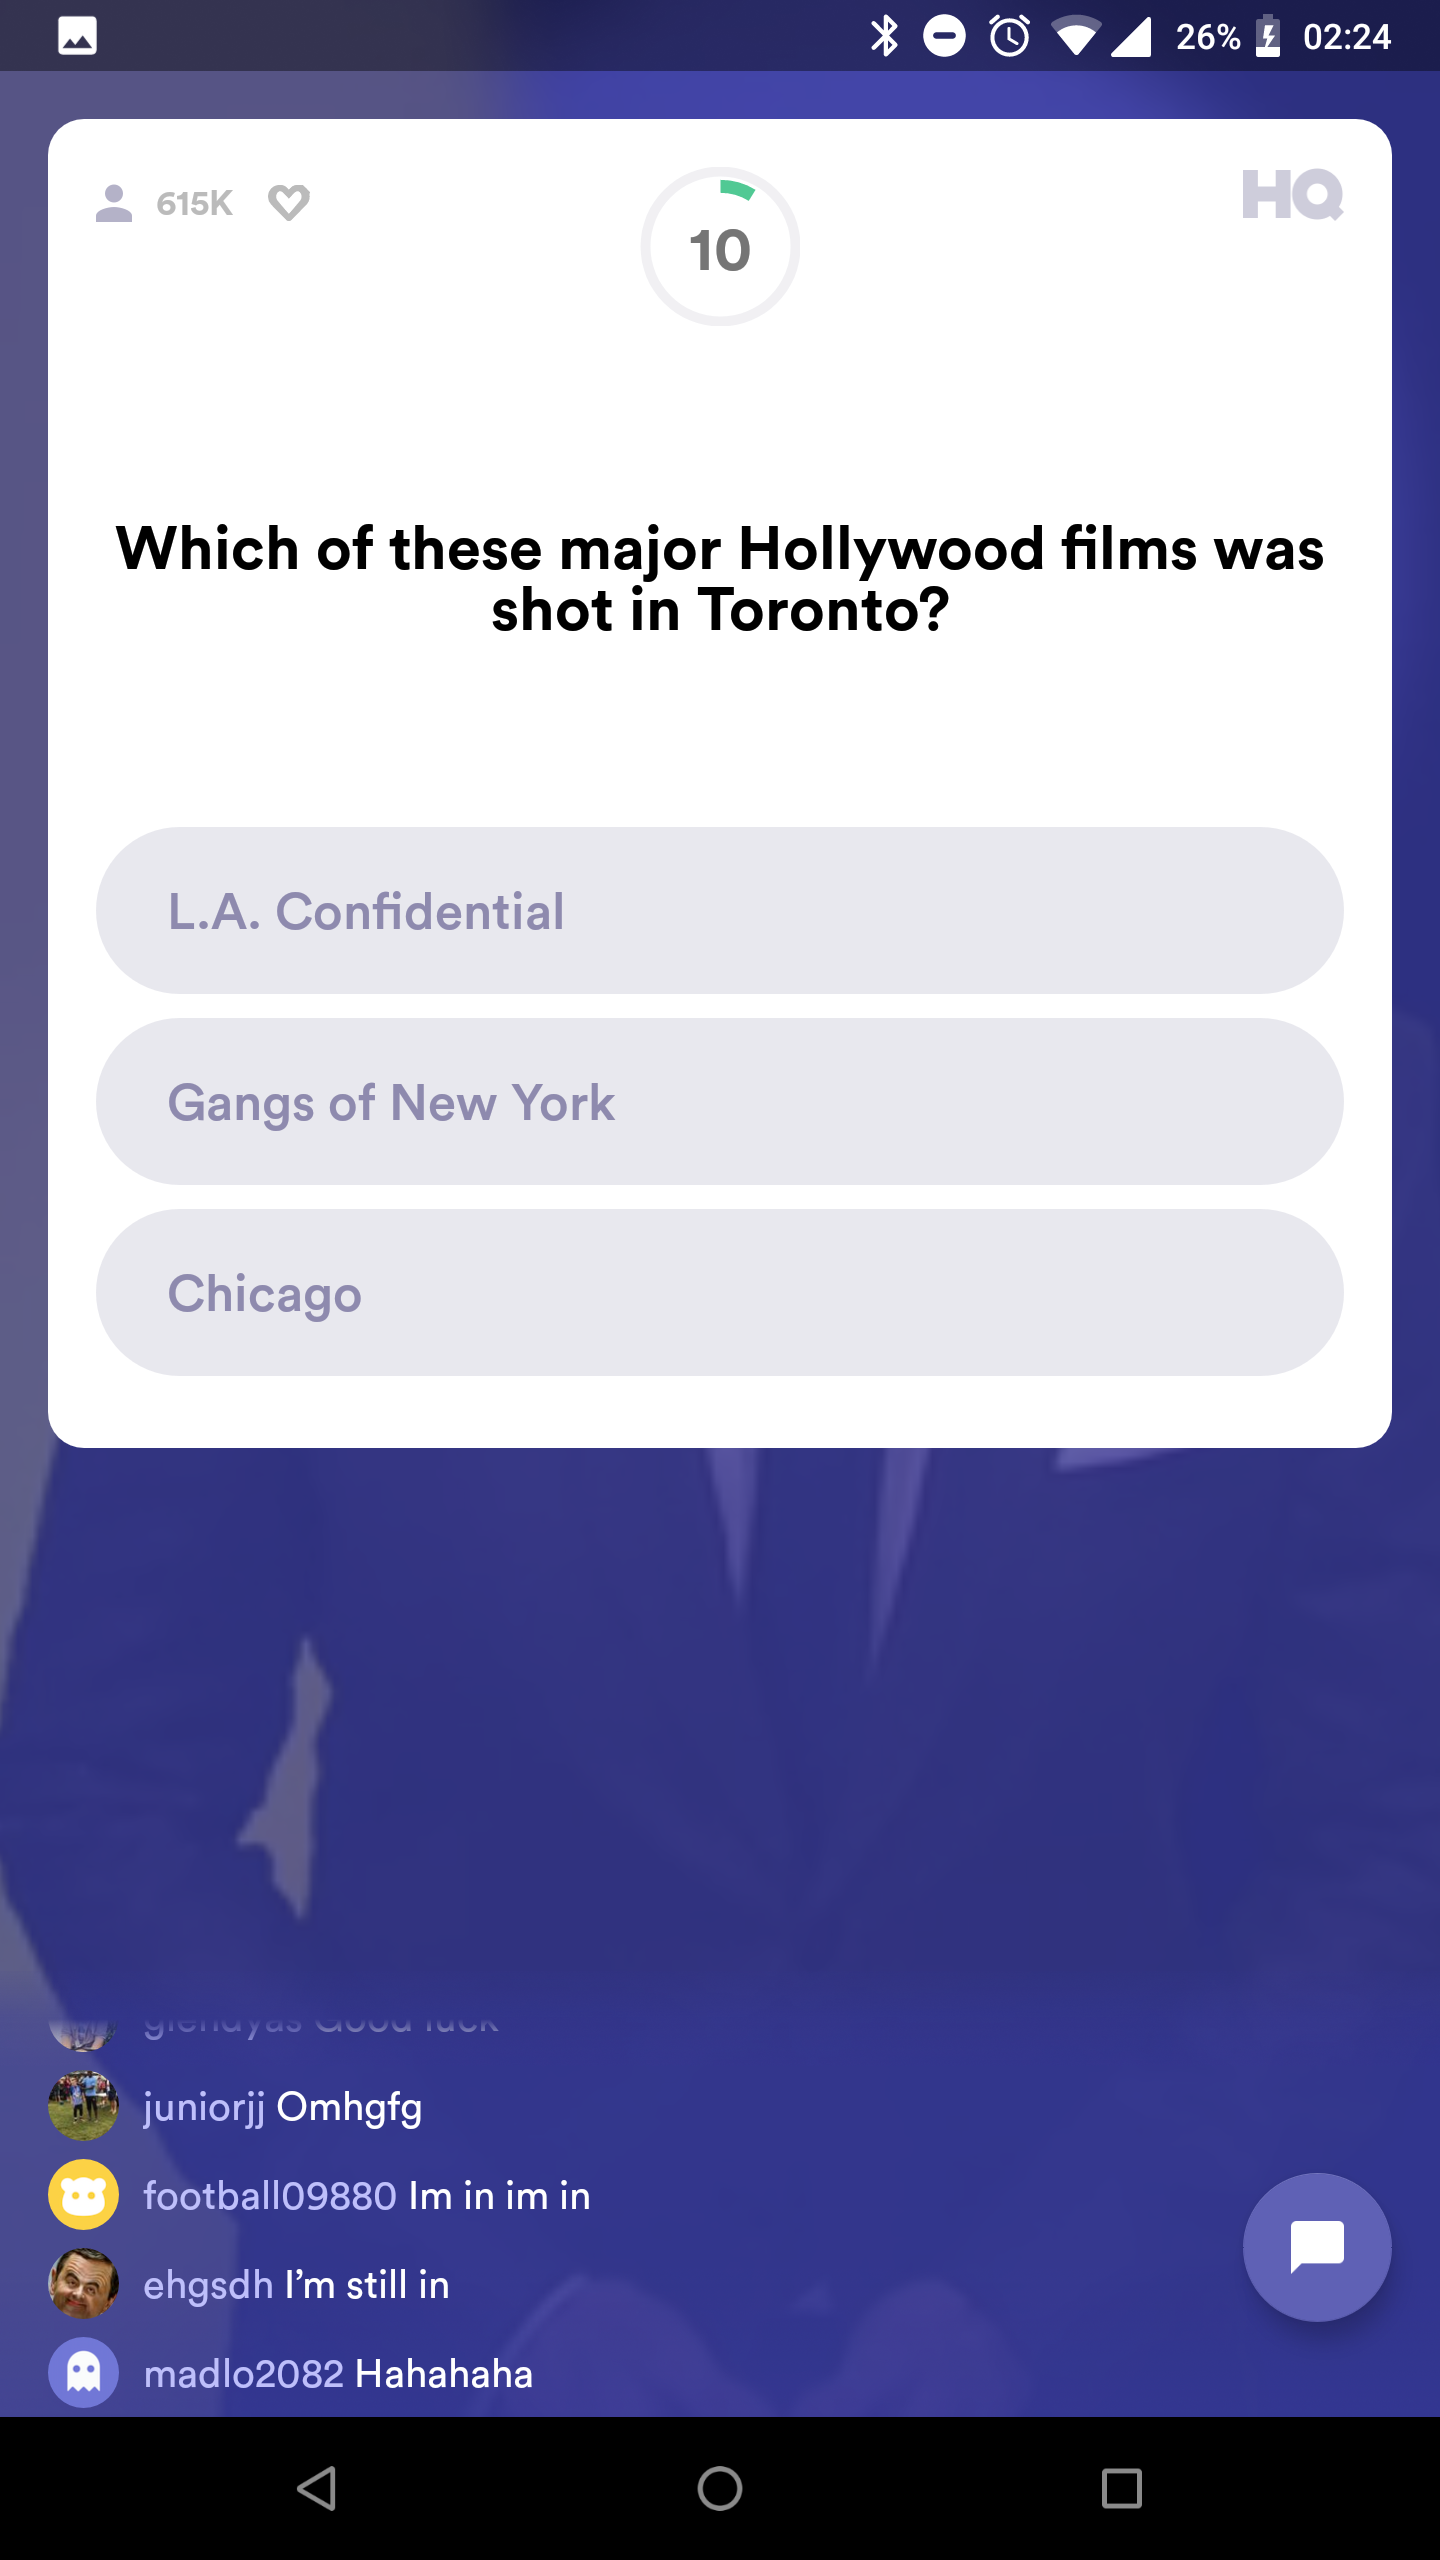 26% 02:24
615K
10
HQ
Which of these major Hollywood films was
shot in Toronto?
L.A. Confidential
Gangs of New York
Chicago
glendyas Good luck
juniorjj Omhgfg
football09880 Im in im in
ehgsdh I’m still in
madlo2082 Hahahaha